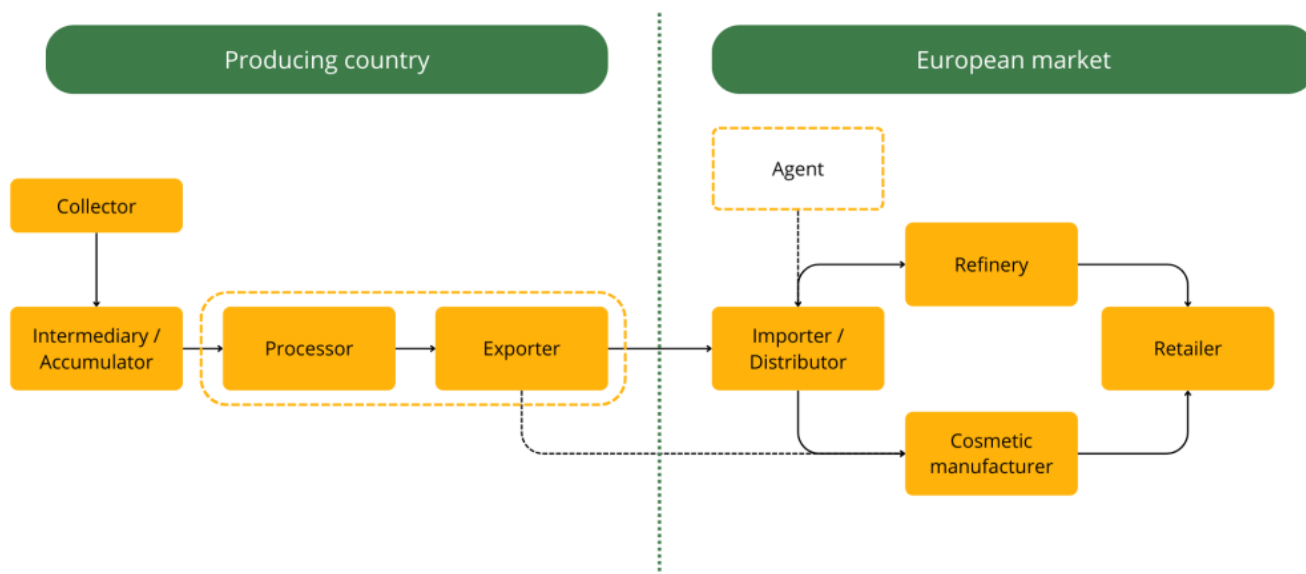 Producing country
European market
Agent
Collector
Refinery
Intermediary /
Accumulator
Processor
Exporter
Importer /
Distributor
Retailer
Cosmetic
manufacturer